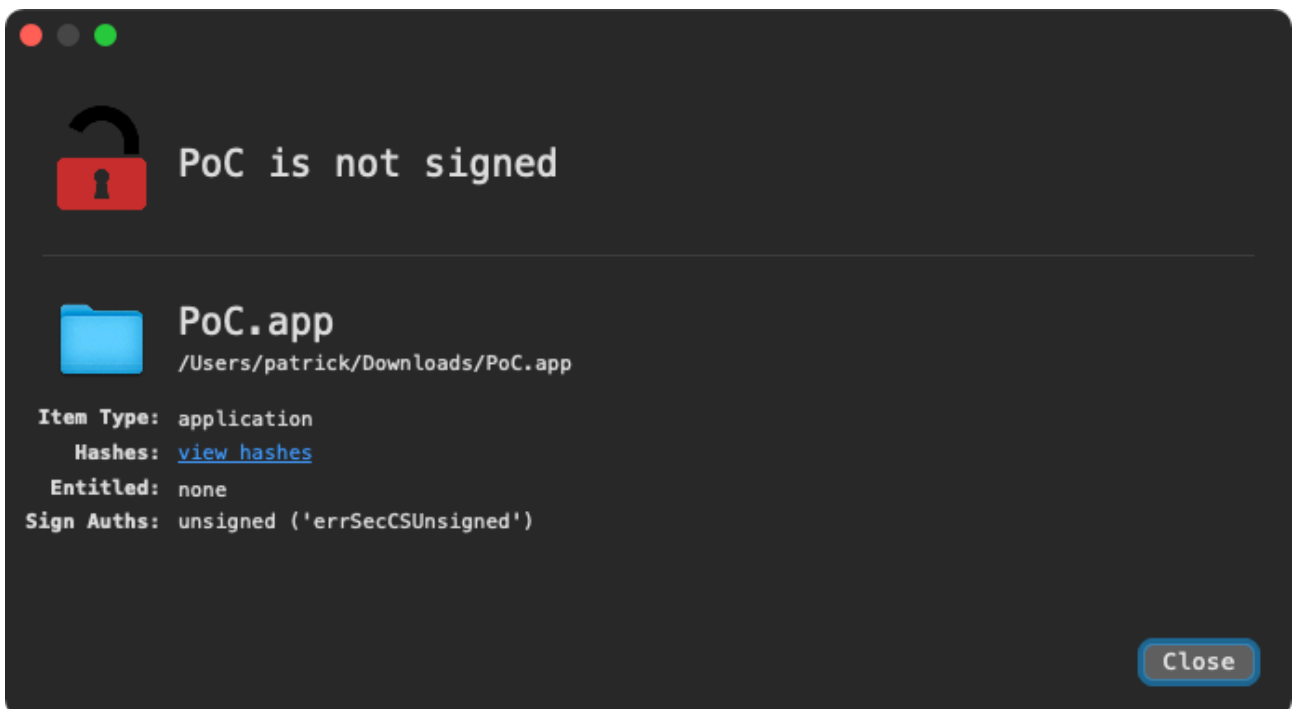 PoC is not signed
PoC.app
/Users/patrick/Downloads/PoC.app
Item Type: application
Hashes: view hashes
Entitled: none
Sign Auths: unsigned ('errSecCSUnsigned')
Close